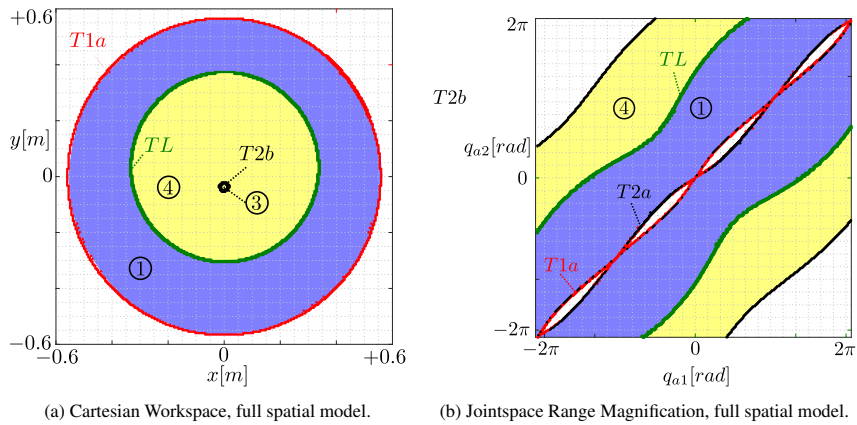 +0.6
T1a
y[m]
TL
T2b
0
④
③
①
−0.6
−0.6
0
+0.6
x[m]
(a) Cartesian Workspace, full spatial model.
2π
TL
T2b
④
①
q_a2[rad]
0
T2a
T1a
−2π
−2π
0
2π
q_a1[rad]
(b) Jointspace Range Magnification, full spatial model.